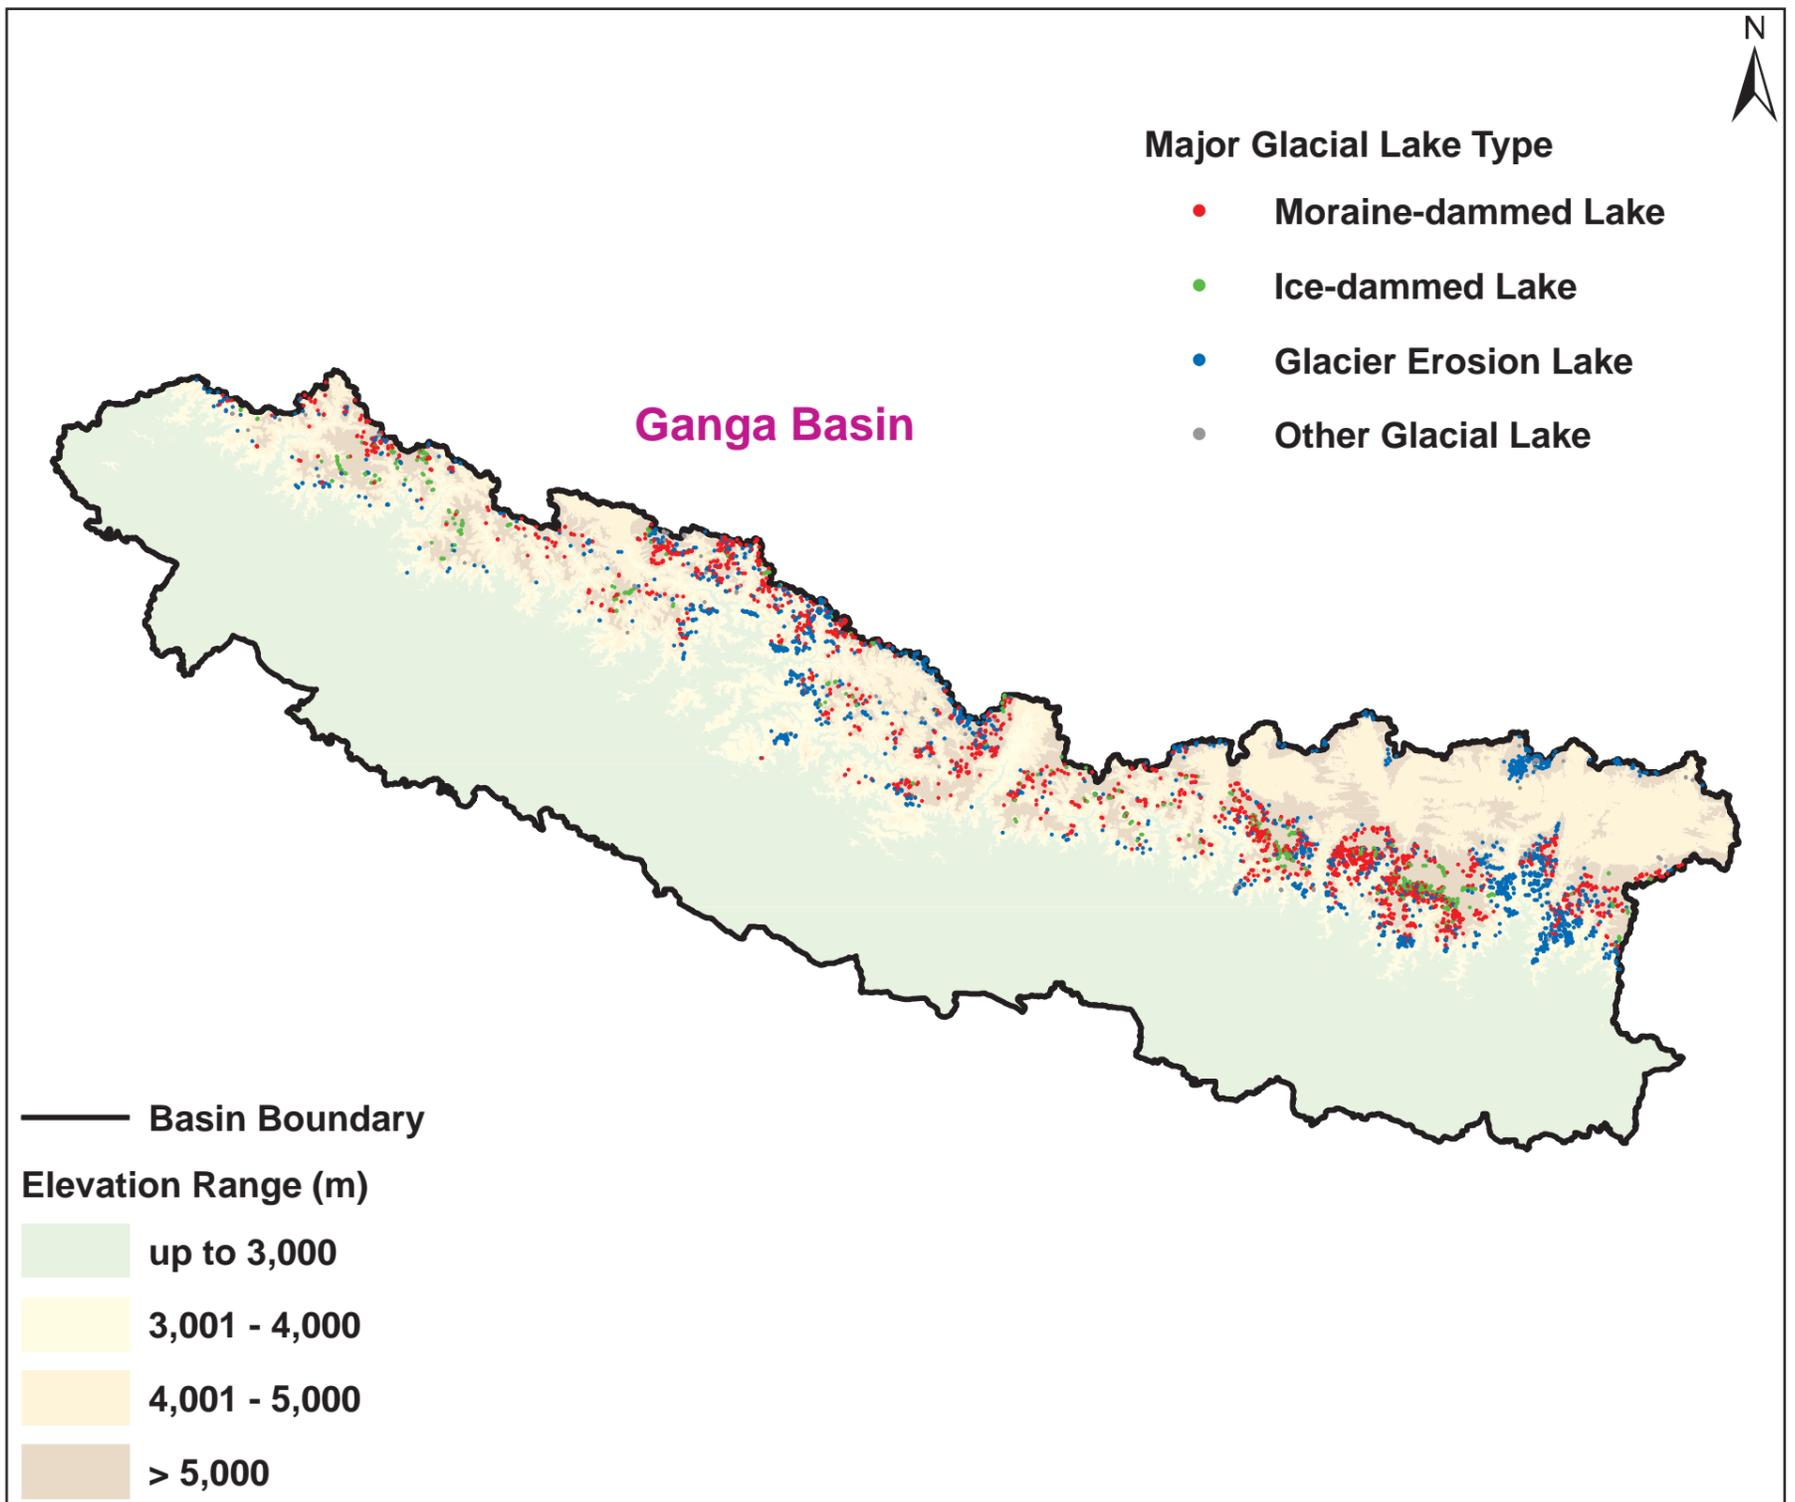 N
Major Glacial Lake Type
Moraine-dammed Lake
Ice-dammed Lake
Glacier Erosion Lake
Other Glacial Lake
Ganga Basin
Basin Boundary
Elevation Range (m)
up to 3,000
3,001 - 4,000
4,001 - 5,000
> 5,000